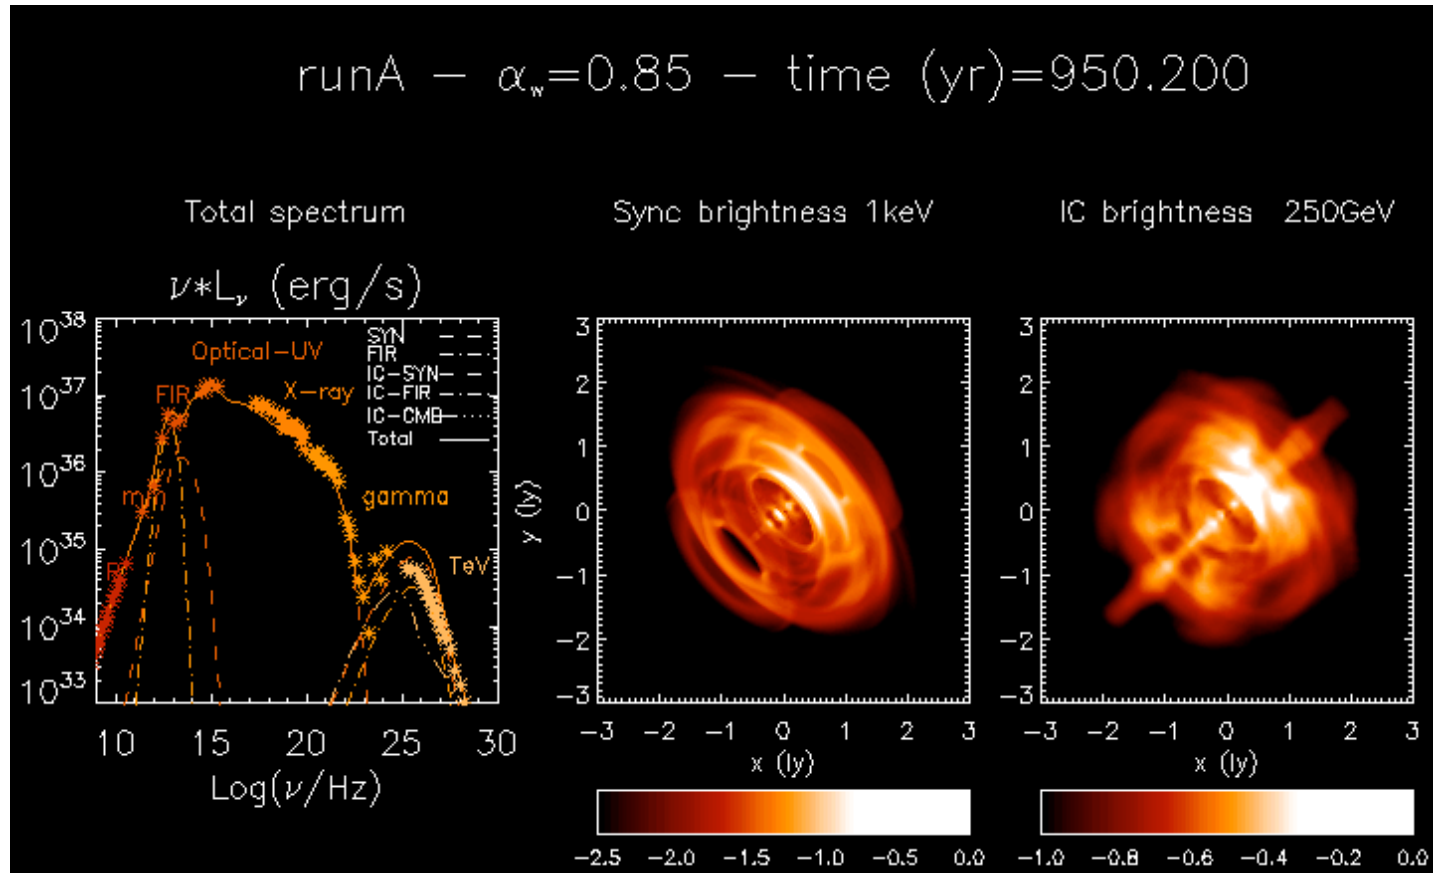 runA − α_w=0.85 − time (yr)=950.200
Total spectrum
Sync brightness 1keV
IC brightness 250GeV
ν*L_ν (erg/s)
10^38
10^37
10^36
10^35
10^34
10^33
SYN
FIR
IC-SYN
IC-FIR
IC-CMB
Total
Optical-UV
FIR
X-ray
mm
gamma
TeV
10 15 20 25 30
Log(ν/Hz)
3
2
1
0
−1
−2
−3
y (ly)
−3 −2 −1 0 1 2 3
x (ly)
−2.5 −2.0 −1.5 −1.0 −0.5 0.0
3
2
1
0
−1
−2
−3
−3 −2 −1 0 1 2 3
x (ly)
−1.0 −0.8 −0.6 −0.4 −0.2 0.0